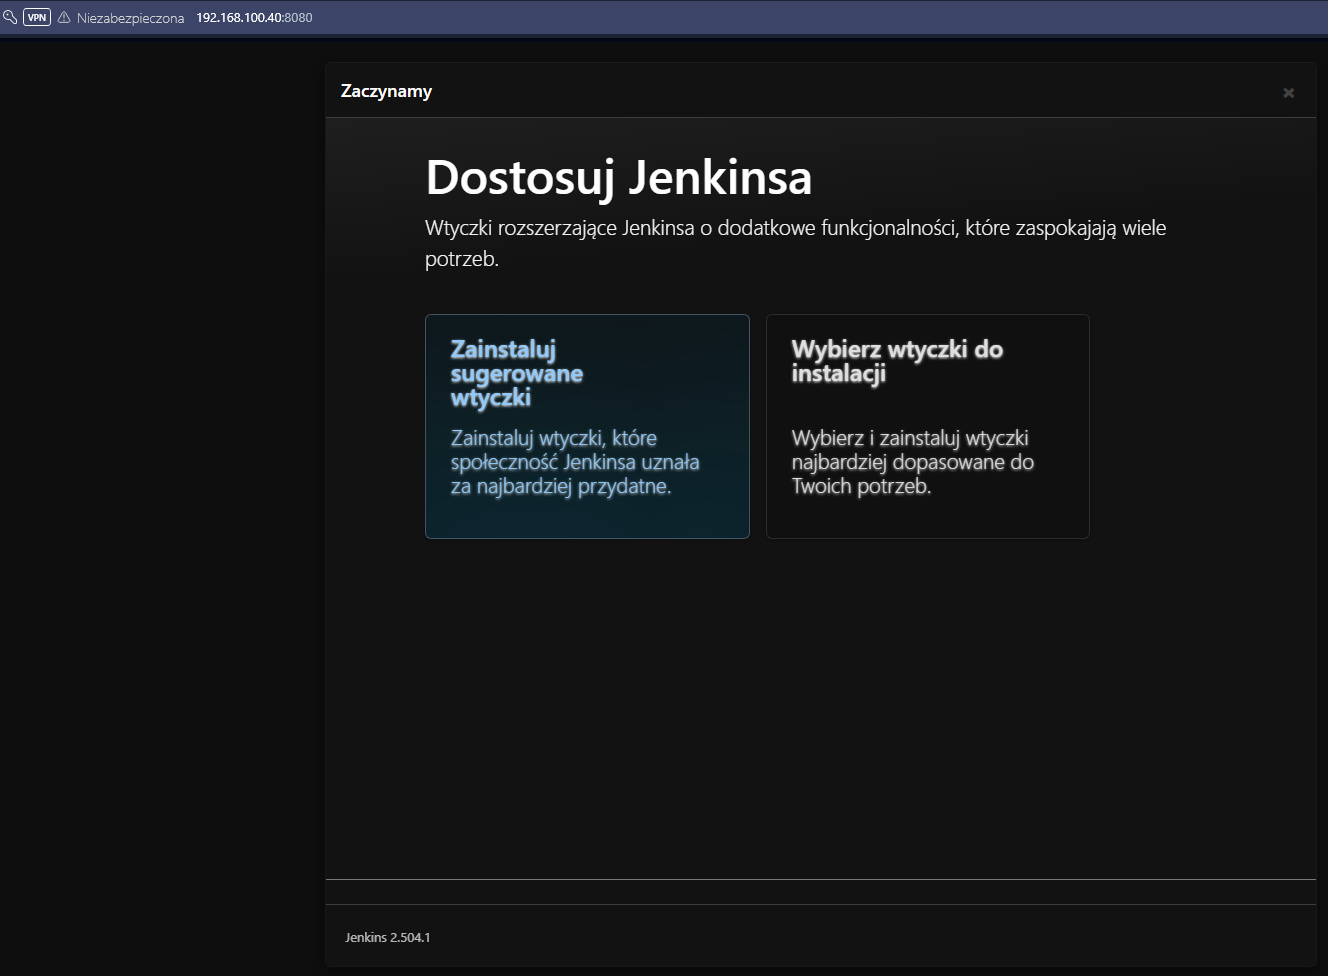 VPN Niezabezpieczona 192.168.100.40:8080
Zaczynamy
Dostosuj Jenkinsa
Wtyczki rozszerzające Jenkinsa o dodatkowe funkcjonalności, które zaspokajają wiele
potrzeb.
Zainstaluj
sugerowane
wtyczki
Zainstaluj wtyczki, które
społeczność Jenkinsa uznała
za najbardziej przydatne.
Wybierz wtyczki do
instalacji
Wybierz i zainstaluj wtyczki
najbardziej dopasowane do
Twoich potrzeb.
Jenkins 2.504.1